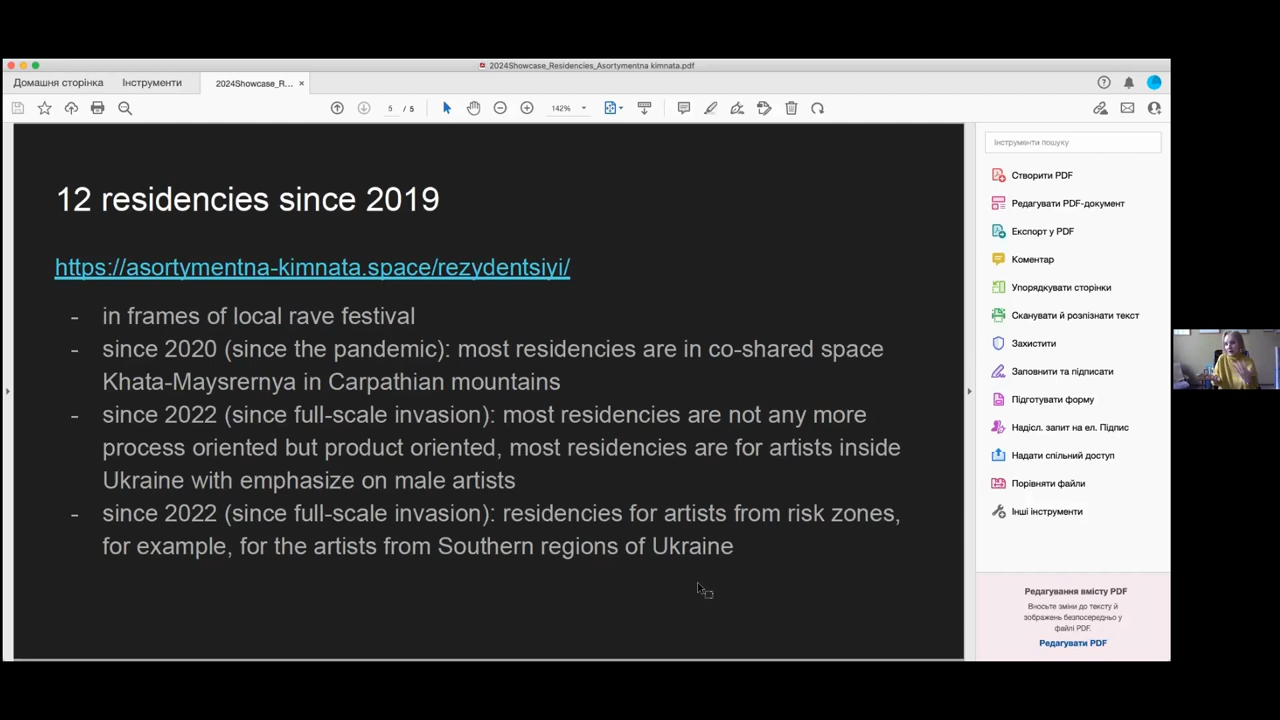 2024Showcase_Residencies_Asortymentna kimnata.pdf
Домашня сторінка
Інструменти
2024Showcase_R...
5 / 5
142%
12 residencies since 2019
https://asortymentna-kimnata.space/rezydentsiyi/
- in frames of local rave festival
- since 2020 (since the pandemic): most residencies are in co-shared space
Khata-Maysrernya in Carpathian mountains
- since 2022 (since full-scale invasion): most residencies are not any more
process oriented but product oriented, most residencies are for artists inside
Ukraine with emphasize on male artists
- since 2022 (since full-scale invasion): residencies for artists from risk zones,
for example, for the artists from Southern regions of Ukraine
Інструменти пошуку
Створити PDF
Редагувати PDF-документ
Експорт у PDF
Коментар
Упорядкувати сторінки
Сканувати й розпізнати текст
Захистити
Заповнити та підписати
Підготувати форму
Надісл. запит на ел. Підпис
Надати спільний доступ
Порівняти файли
Інші інструменти
Редагування вмісту PDF
Вносьте зміни до тексту й
зображень безпосередньо у
файлі PDF.
Редагувати PDF